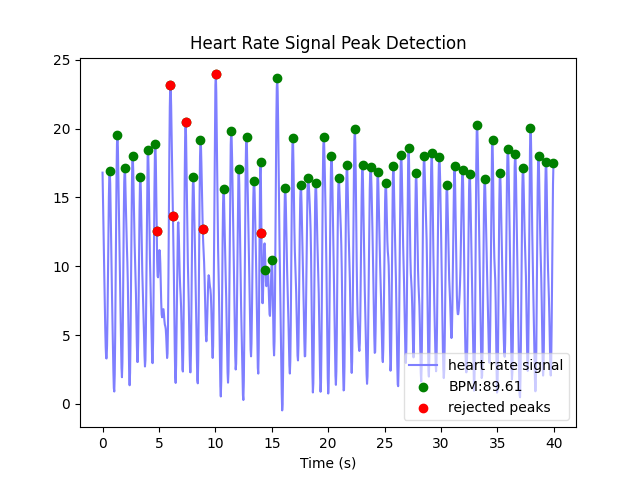 Heart Rate Signal Peak Detection
25
20
15
10
5
0
heart rate signal
BPM:89.61
rejected peaks
0 5 10 15 20 25 30 35 40
Time (s)